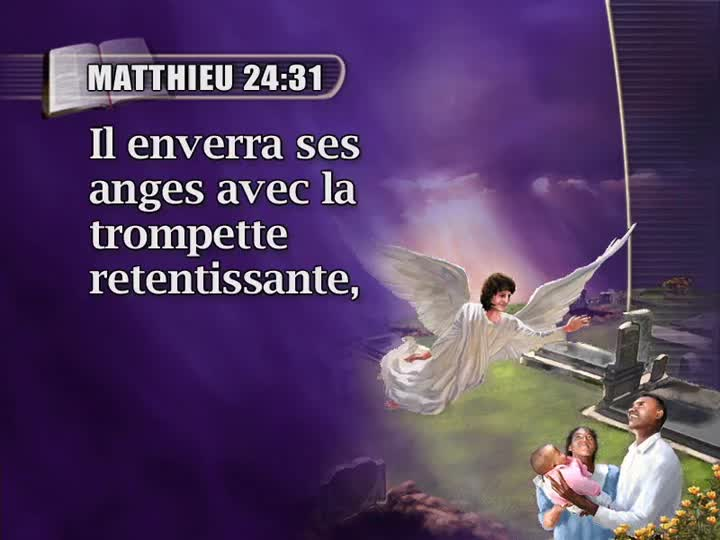 MATTHIEU 24:31
Il enverra ses
anges avec la
trompette
retentissante,